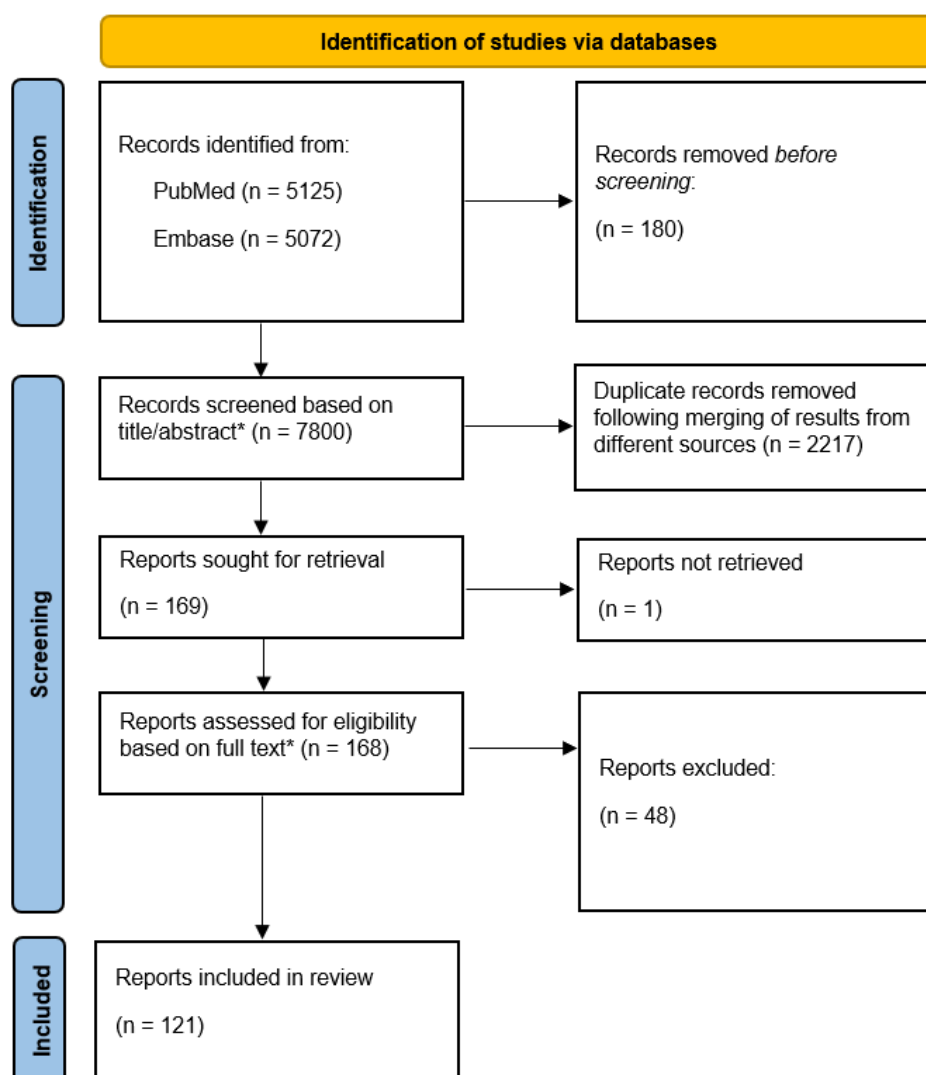 Identification of studies via databases
Identification
Records identified from:
PubMed (n = 5125)
Embase (n = 5072)
Records removed before
screening:
(n = 180)
Screening
Records screened based on
title/abstract* (n = 7800)
Duplicate records removed
following merging of results from
different sources (n = 2217)
Reports sought for retrieval
(n = 169)
Reports not retrieved
(n = 1)
Reports assessed for eligibility
based on full text* (n = 168)
Reports excluded:
(n = 48)
Included
Reports included in review
(n = 121)